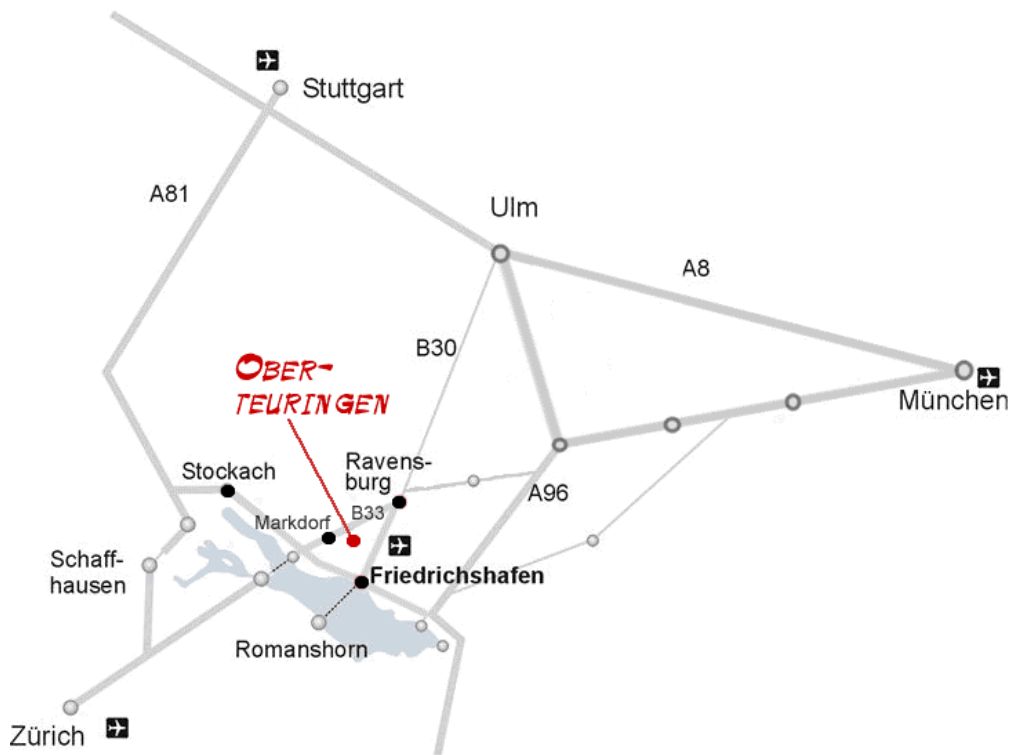 Stuttgart
A81
Ulm
A8
B30
OBER-
TEURINGEN
München
Ravens-
burg
Stockach
A96
B33
Markdorf
Schaff-
hausen
Friedrichshafen
Romanshorn
Zürich